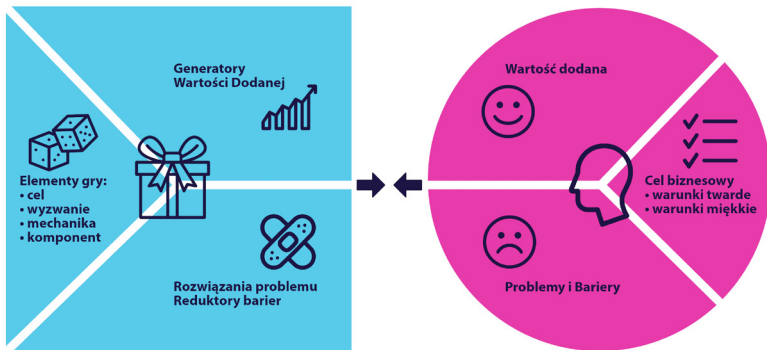 Generatory
Wartości Dodanej
Elementy gry:
• cel
• wyzwanie
• mechanika
• komponent
Rozwiązania problemu
Reduktory barier
Wartość dodana
Cel biznesowy
• warunki twarde
• warunki miękkie
Problemy i Bariery